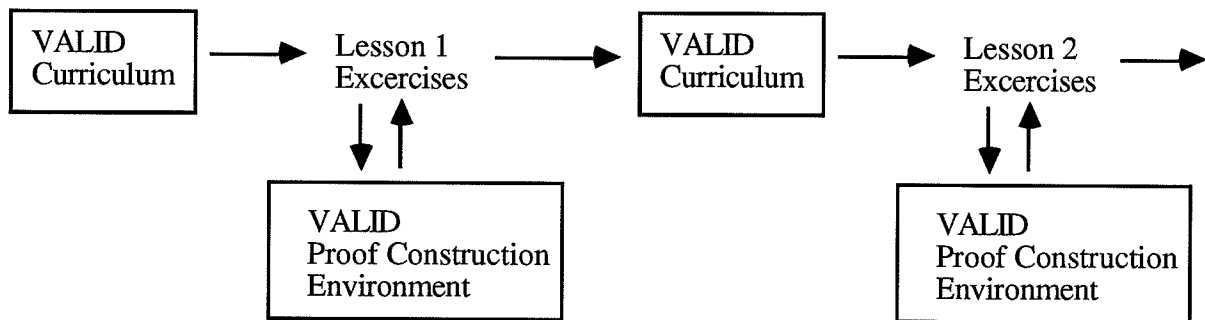 VALID
Curriculum
Lesson 1
Excercises
VALID
Curriculum
Lesson 2
Excercises
VALID
Proof Construction
Environment
VALID
Proof Construction
Environment